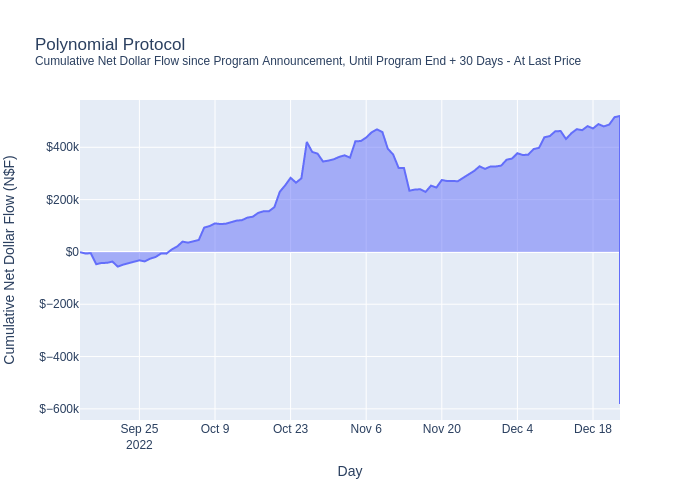 Polynomial Protocol
Cumulative Net Dollar Flow since Program Announcement, Until Program End + 30 Days - At Last Price
Cumulative Net Dollar Flow (N$F)
$400k
$200k
$0
$−200k
$−400k
$−600k
Sep 25
2022
Oct 9
Oct 23
Nov 6
Nov 20
Dec 4
Dec 18
Day